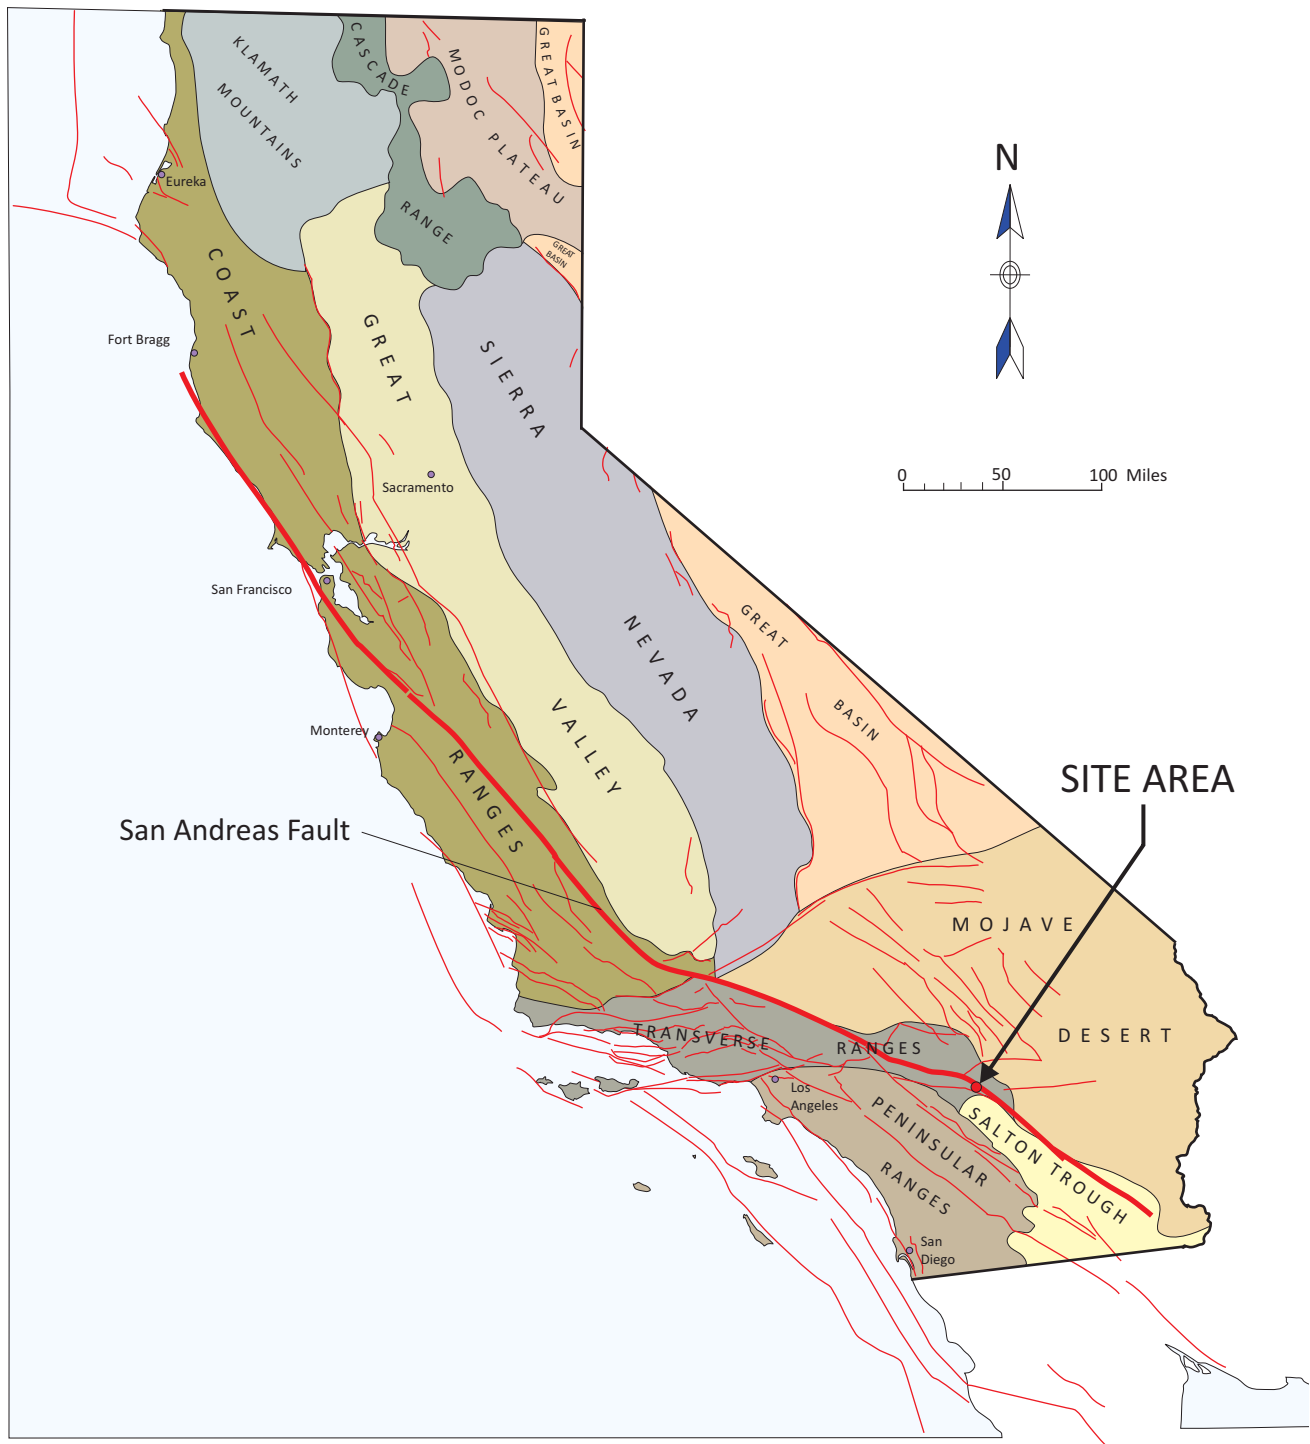 KLAMATH
MOUNTAINS
CASCADE
RANGE
MODOC PLATEAU
GREAT BASIN
GREAT
BASIN
N
Eureka
COAST
RANGES
Fort Bragg
GREAT
VALLEY
SIERRA
NEVADA
Sacramento
0 50 100 Miles
San Francisco
GREAT
BASIN
Monterey
SITE AREA
San Andreas Fault
MOJAVE
DESERT
TRANSVERSE
RANGES
Los
Angeles
PENINSULAR
RANGES
SALTON TROUGH
San
Diego